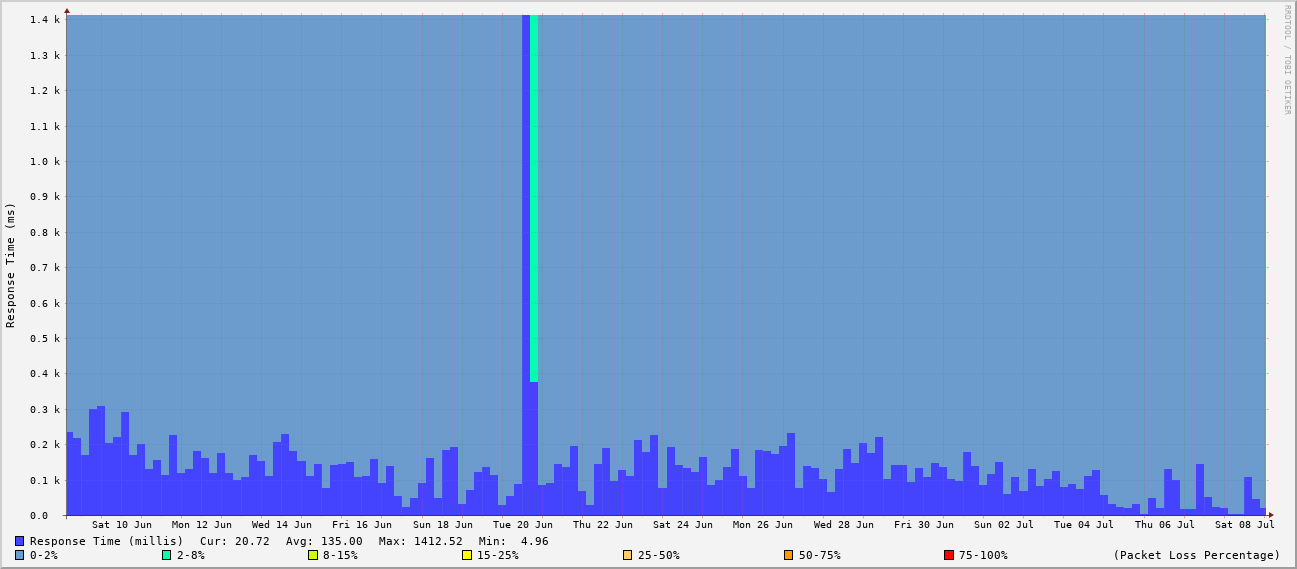 1.4 k
1.3 k
1.2 k
1.1 k
1.0 k
0.9 k
0.8 k
0.7 k
0.6 k
0.5 k
0.4 k
0.3 k
0.2 k
0.1 k
0.0
Response Time (ms)
RRDTOOL / TOBI OETIKER
Sat 10 Jun Mon 12 Jun Wed 14 Jun Fri 16 Jun Sun 18 Jun Tue 20 Jun Thu 22 Jun Sat 24 Jun Mon 26 Jun Wed 28 Jun Fri 30 Jun Sun 02 Jul Tue 04 Jul Thu 06 Jul Sat 08 Jul
Response Time (millis) Cur: 20.72 Avg: 135.00 Max: 1412.52 Min: 4.96
0-2% 2-8% 8-15% 15-25% 25-50% 50-75% 75-100% (Packet Loss Percentage)